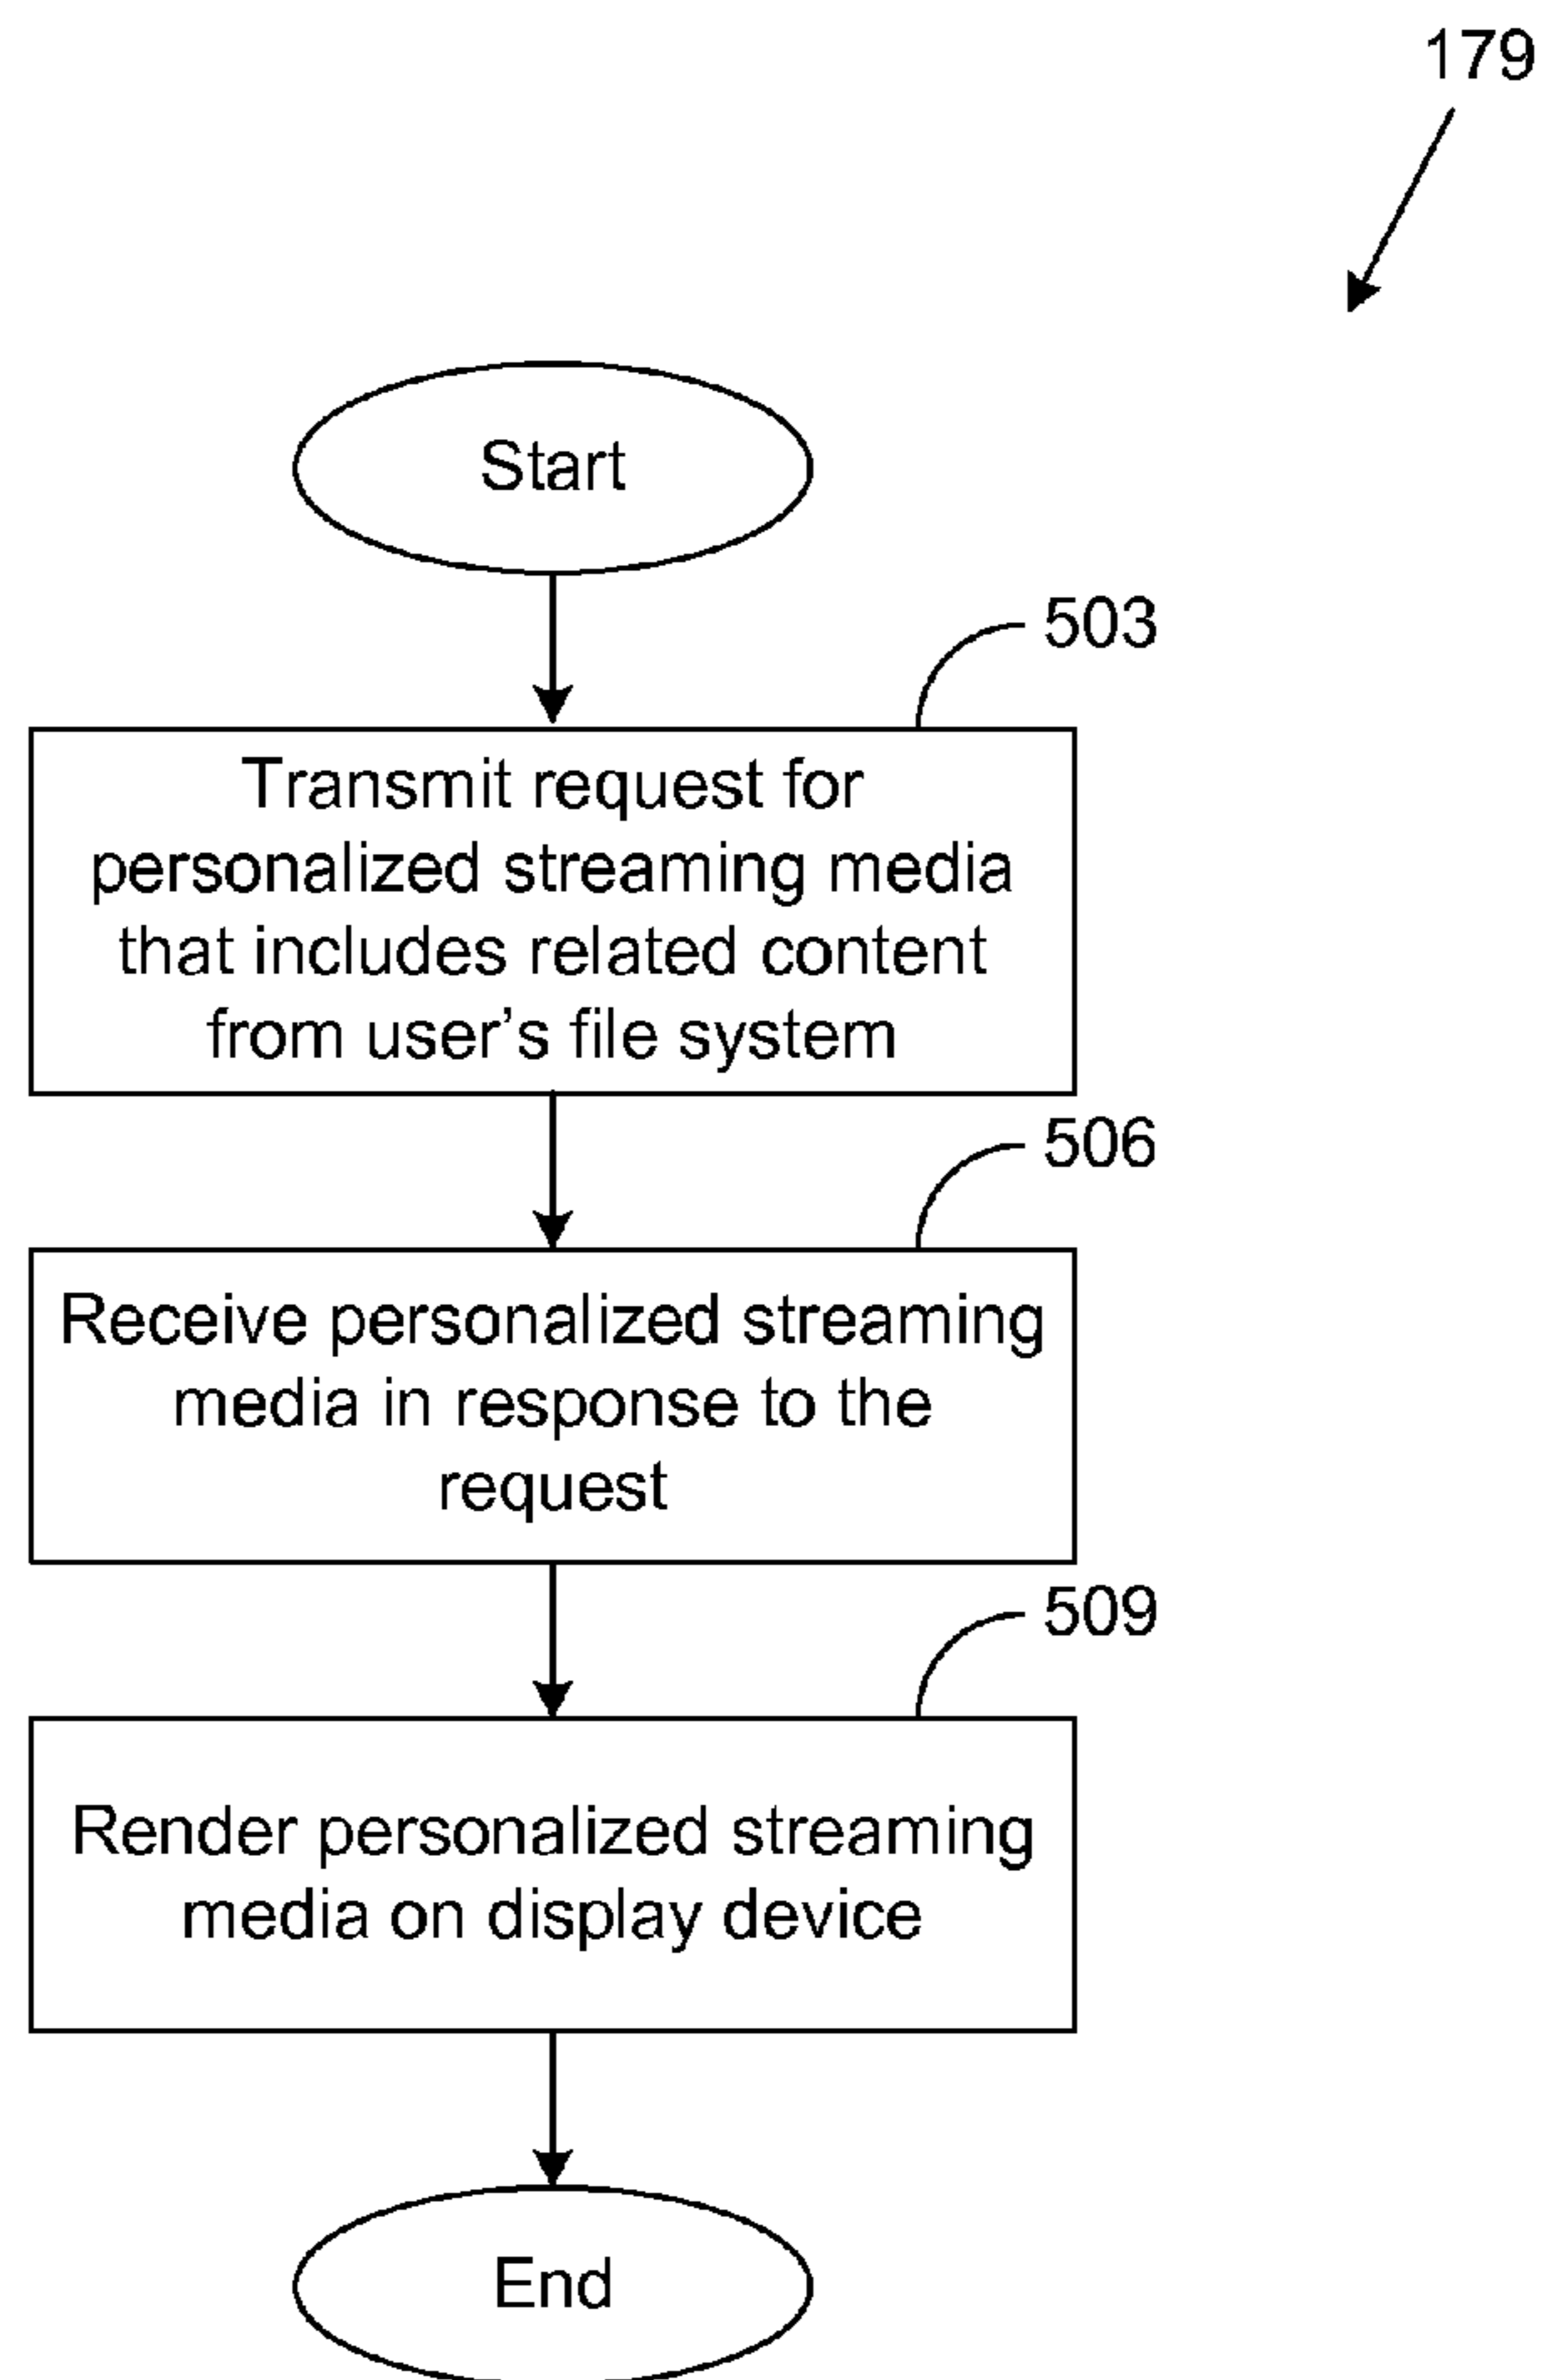 179
Start
503
Transmit request for
personalized streaming media
that includes related content
from user’s file system
506
Receive personalized streaming
media in response to the
request
509
Render personalized streaming
media on display device
End